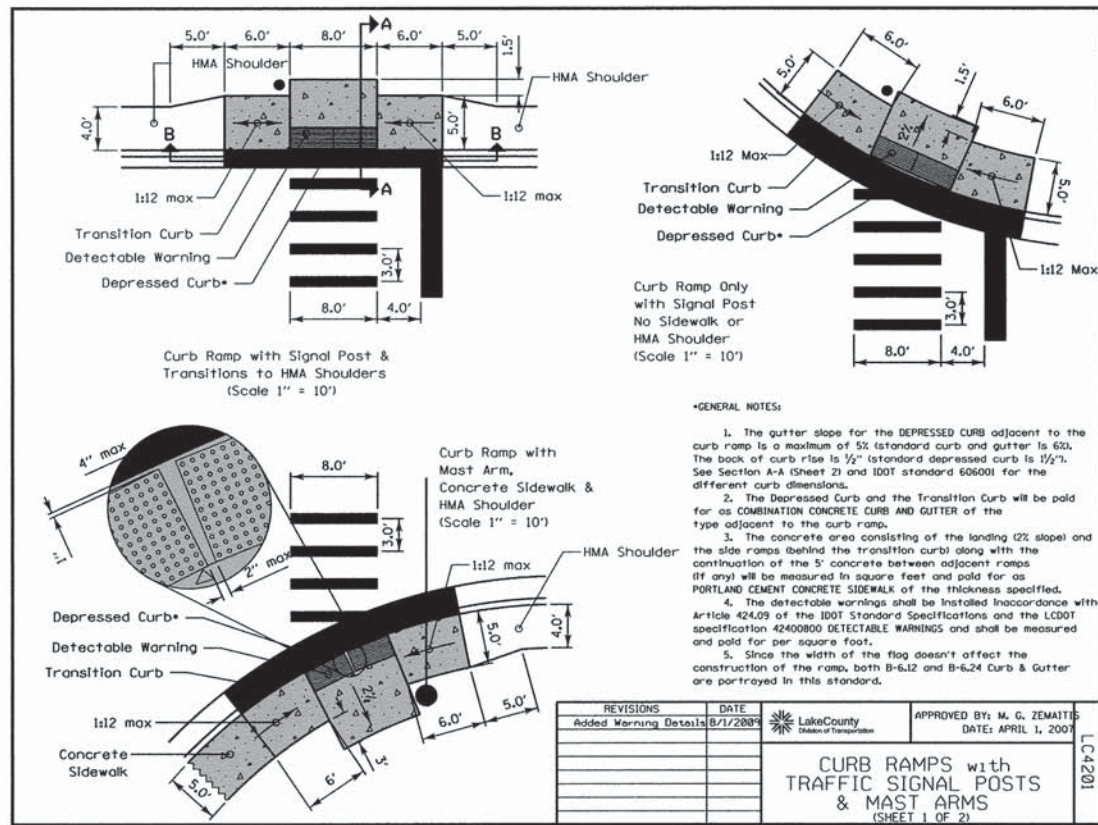 A
5.0' 6.0' 8.0' 6.0' 5.0'
1.5'
HMA Shoulder
HMA Shoulder
4.0'
B
5.0'
B
1:12 max
A
1:12 max
Transition Curb
Detectable Warning
Depressed Curb*
3.0'
8.0' 4.0'
Curb Ramp with Signal Post &
Transitions to HMA Shoulders
(Scale 1" = 10')
6.0'
5.0'
1.5'
6.0'
1:12 Max
Transition Curb
Detectable Warning
Depressed Curb*
5.0'
1:12 Max
Curb Ramp Only
with Signal Post
No Sidewalk or
HMA Shoulder
(Scale 1" = 10')
3.0'
8.0' 4.0'
*GENERAL NOTES:
1. The gutter slope for the DEPRESSED CURB adjacent to the
curb ramp is a maximum of 5% (standard curb and gutter is 6%).
The back of curb rise is ½" (standard depressed curb is 1½").
See Section A-A (Sheet 2) and IDOT standard 606001 for the
different curb dimensions.
2. The Depressed Curb and the Transition Curb will be paid
for as COMBINATION CONCRETE CURB AND GUTTER of the
type adjacent to the curb ramp.
3. The concrete area consisting of the landing (2% slope) and
the side ramps (behind the transition curb) along with the
continuation of the 5' concrete between adjacent ramps
(if any) will be measured in square feet and paid for as
PORTLAND CEMENT CONCRETE SIDEWALK of the thickness specified.
4. The detectable warnings shall be installed inaccordance with
Article 424.09 of the IDOT Standard Specifications and the LCDOT
specification 42400800 DETECTABLE WARNINGS and shall be measured
and paid for per square foot.
5. Since the width of the flag doesn't affect the
construction of the ramp, both B-6.12 and B-6.24 Curb & Gutter
are portrayed in this standard.
4" max
1"
2" max
8.0'
3.0'
Curb Ramp with
Mast Arm,
Concrete Sidewalk &
HMA Shoulder
(Scale 1" = 10')
HMA Shoulder
1:12 max
Depressed Curb*
Detectable Warning
Transition Curb
1:12 max
Concrete
Sidewalk
5.0'
4.0'
2%
6.0' 5.0'
3'
6'
5.0'
REVISIONS DATE
Added Warning Details 8/1/2009
LakeCounty
Division of Transportation
APPROVED BY: M. G. ZEMAITIS
DATE: APRIL 1, 2007
CURB RAMPS with
TRAFFIC SIGNAL POSTS
& MAST ARMS
(SHEET 1 OF 2)
LC4201